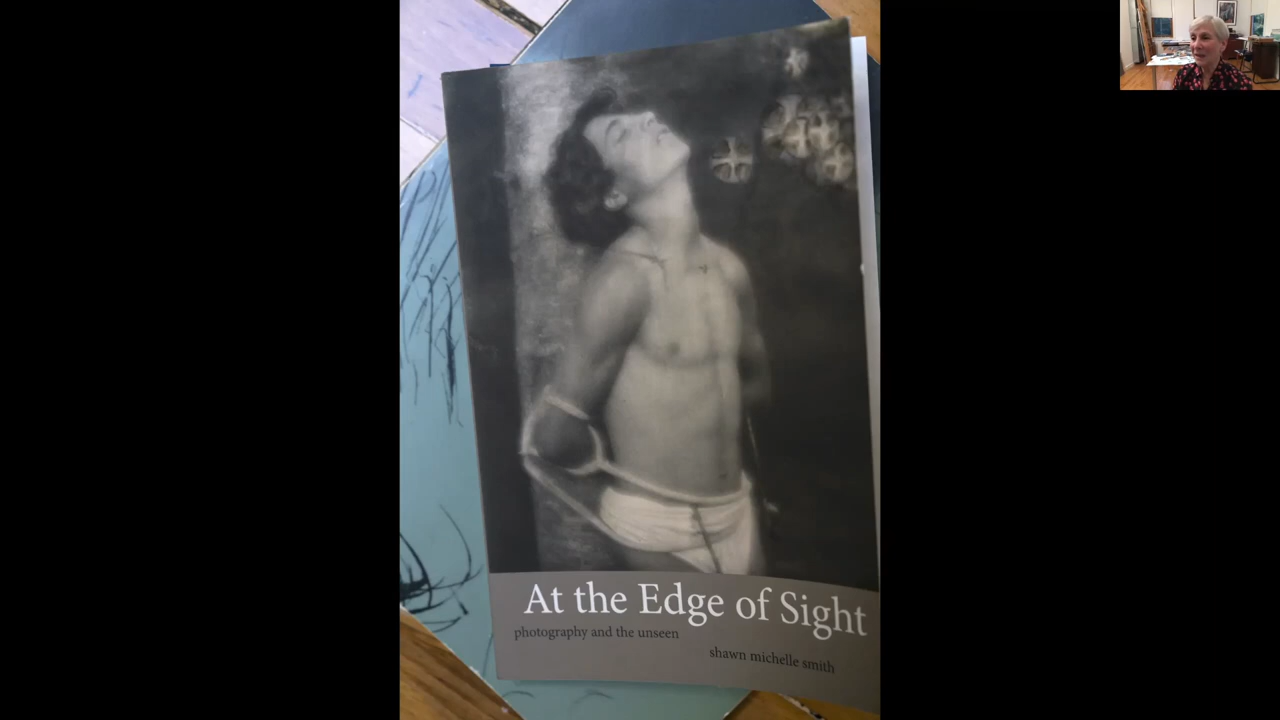 At the Edge of Sight
photography and the unseen
shawn michelle smith